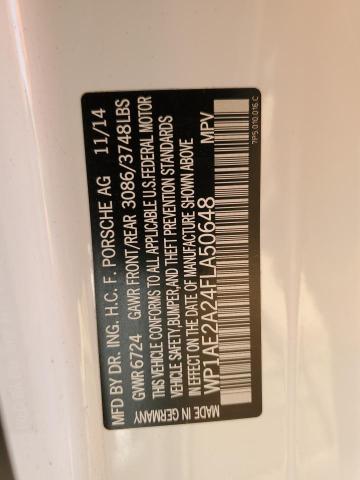 MFD BY DR. ING. H.C. F. PORSCHE AG 11/14
GVWR 6724 GAWR FRONT/REAR 3086/3748 LBS
THIS VEHICLE CONFORMS TO ALL APPLICABLE U.S.FEDERAL MOTOR
VEHICLE SAFETY,BUMPER,AND THEFT PREVENTION STANDARDS
IN EFFECT ON THE DATE OF MANUFACTURE SHOWN ABOVE
WP1AE2A24FLA50648 MPV
MADE IN GERMANY
7P5.010.016.C